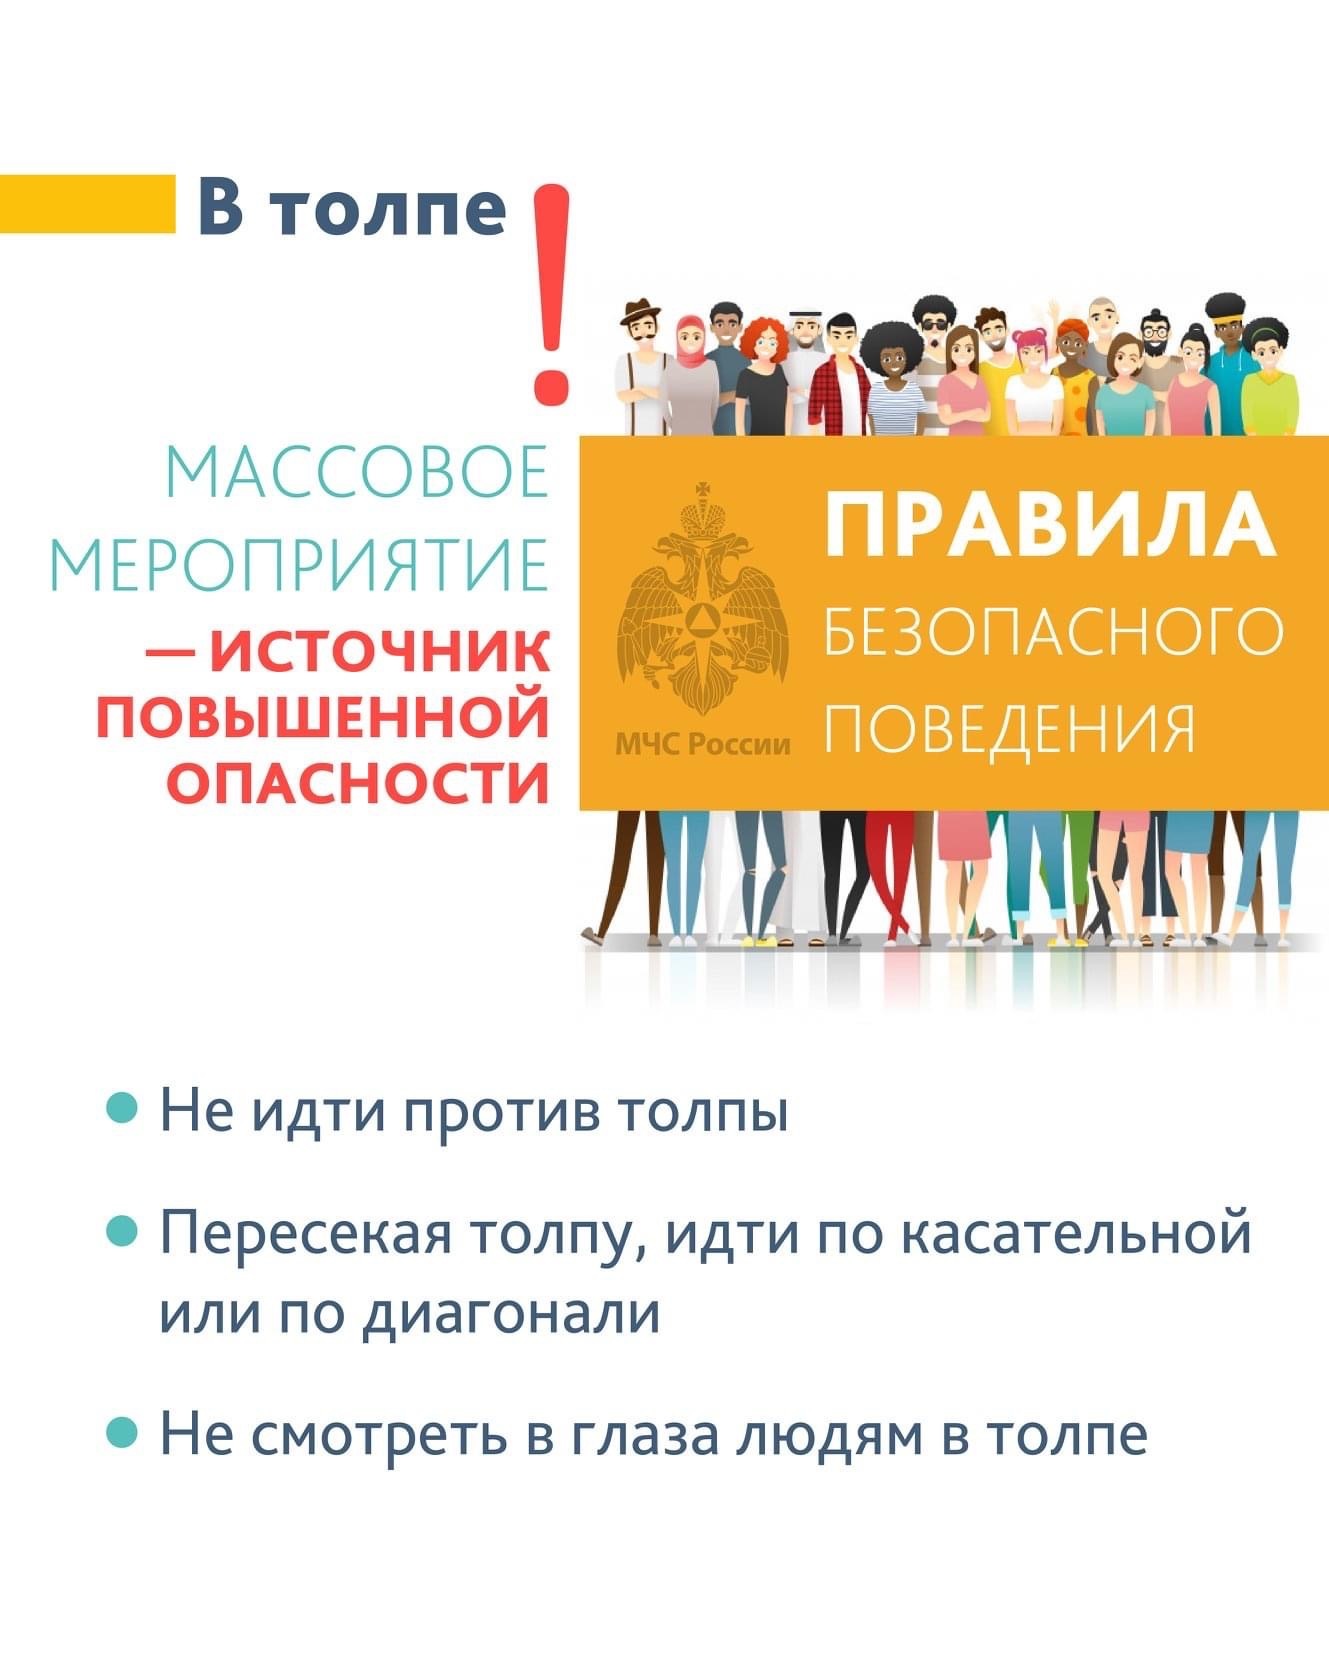 В толпе!
МАССОВОЕ
МЕРОПРИЯТИЕ
— ИСТОЧНИК
ПОВЫШЕННОЙ
ОПАСНОСТИ
ПРАВИЛА
БЕЗОПАСНОГО
ПОВЕДЕНИЯ
МЧС России
Не идти против толпы
Пересекая толпу, идти по касательной
или по диагонали
Не смотреть в глаза людям в толпе